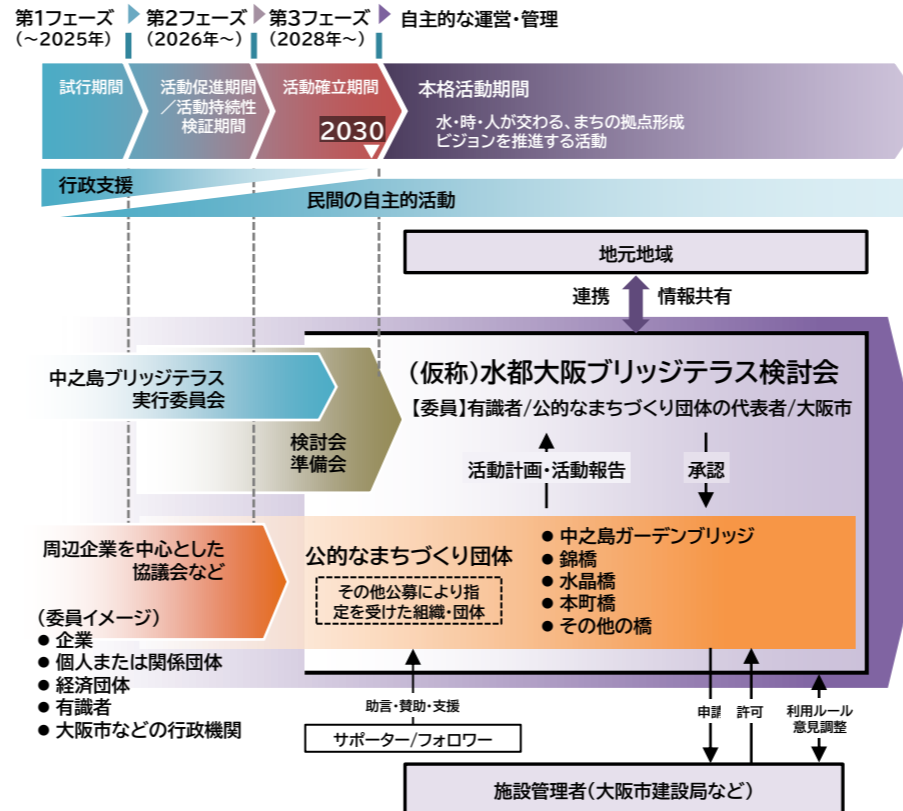 第1フェーズ
(～2025年)
第2フェーズ
(2026年～)
第3フェーズ
(2028年～)
自主的な運営・管理
試行期間
活動促進期間
／活動持続性
検証期間
活動確立期間
2030
本格活動期間
水・時・人が交わる、まちの拠点形成
ビジョンを推進する活動
行政支援
民間の自主的活動
地元地域
連携
情報共有
中之島ブリッジテラス
実行委員会
検討会
準備会
(仮称)水都大阪ブリッジテラス検討会
【委員】有識者/公的なまちづくり団体の代表者/大阪市
活動計画・活動報告
承認
周辺企業を中心とした
協議会など
(委員イメージ)
● 企業
● 個人または関係団体
● 経済団体
● 有識者
● 大阪市などの行政機関
公的なまちづくり団体
その他公募により指
定を受けた組織・団体
● 中之島ガーデンブリッジ
● 錦橋
● 水晶橋
● 本町橋
● その他の橋
助言・賛助・支援
サポーター/フォロワー
申請
許可
利用ルール
意見調整
施設管理者(大阪市建設局など)